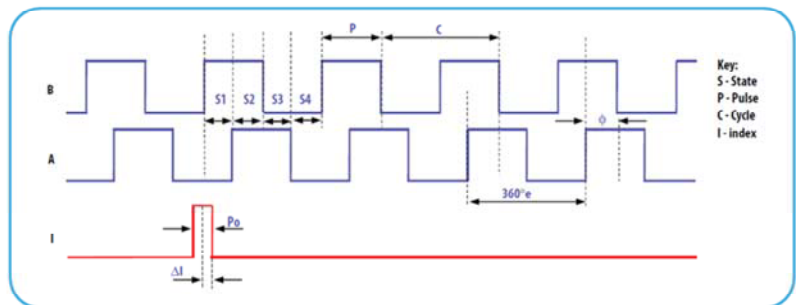 P
C
B
S1 S2 S3 S4
Key:
S - State
P - Pulse
C - Cycle
I - index
A
ϕ
360°e
Po
I
ΔI